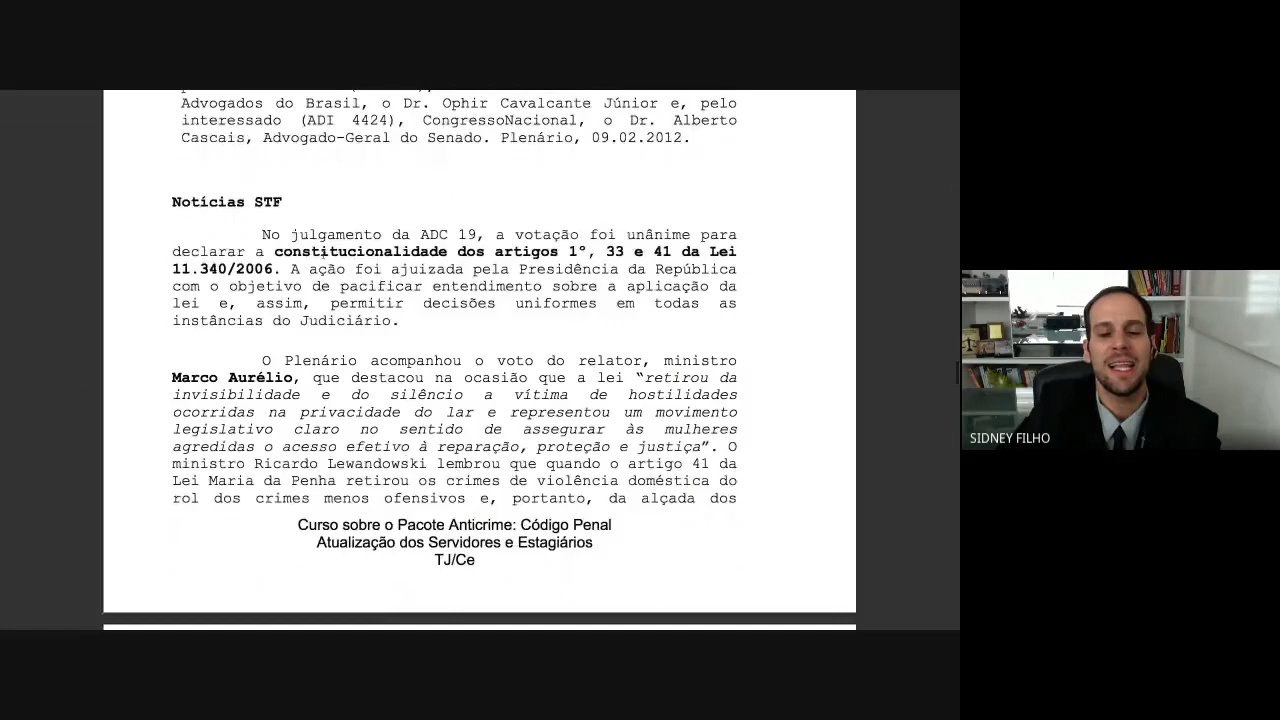 Advogados do Brasil, o Dr. Ophir Cavalcante Júnior e, pelo
interessado (ADI 4424), CongressoNacional, o Dr. Alberto
Cascais, Advogado-Geral do Senado. Plenário, 09.02.2012.
Notícias STF
No julgamento da ADC 19, a votação foi unânime para
declarar a constitucionalidade dos artigos 1º, 33 e 41 da Lei
11.340/2006. A ação foi ajuizada pela Presidência da República
com o objetivo de pacificar entendimento sobre a aplicação da
lei e, assim, permitir decisões uniformes em todas as
instâncias do Judiciário.
O Plenário acompanhou o voto do relator, ministro
Marco Aurélio, que destacou na ocasião que a lei “retirou da
invisibilidade e do silêncio a vítima de hostilidades
ocorridas na privacidade do lar e representou um movimento
legislativo claro no sentido de assegurar às mulheres
agredidas o acesso efetivo à reparação, proteção e justiça”. O
ministro Ricardo Lewandowski lembrou que quando o artigo 41 da
Lei Maria da Penha retirou os crimes de violência doméstica do
rol dos crimes menos ofensivos e, portanto, da alçada dos
Curso sobre o Pacote Anticrime: Código Penal
Atualização dos Servidores e Estagiários
TJ/Ce
SIDNEY FILHO